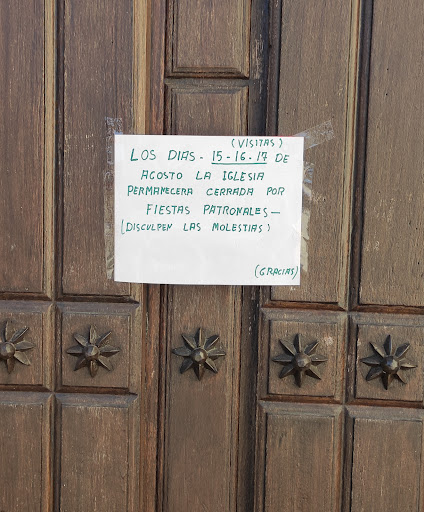 (VISITAS)
LOS DIAS - 15-16-17 DE
AGOSTO LA IGLESIA
PERMANECERA CERRADA POR
FIESTAS PATRONALES —
(DISCULPEN LAS MOLESTIAS)
(GRACIAS)